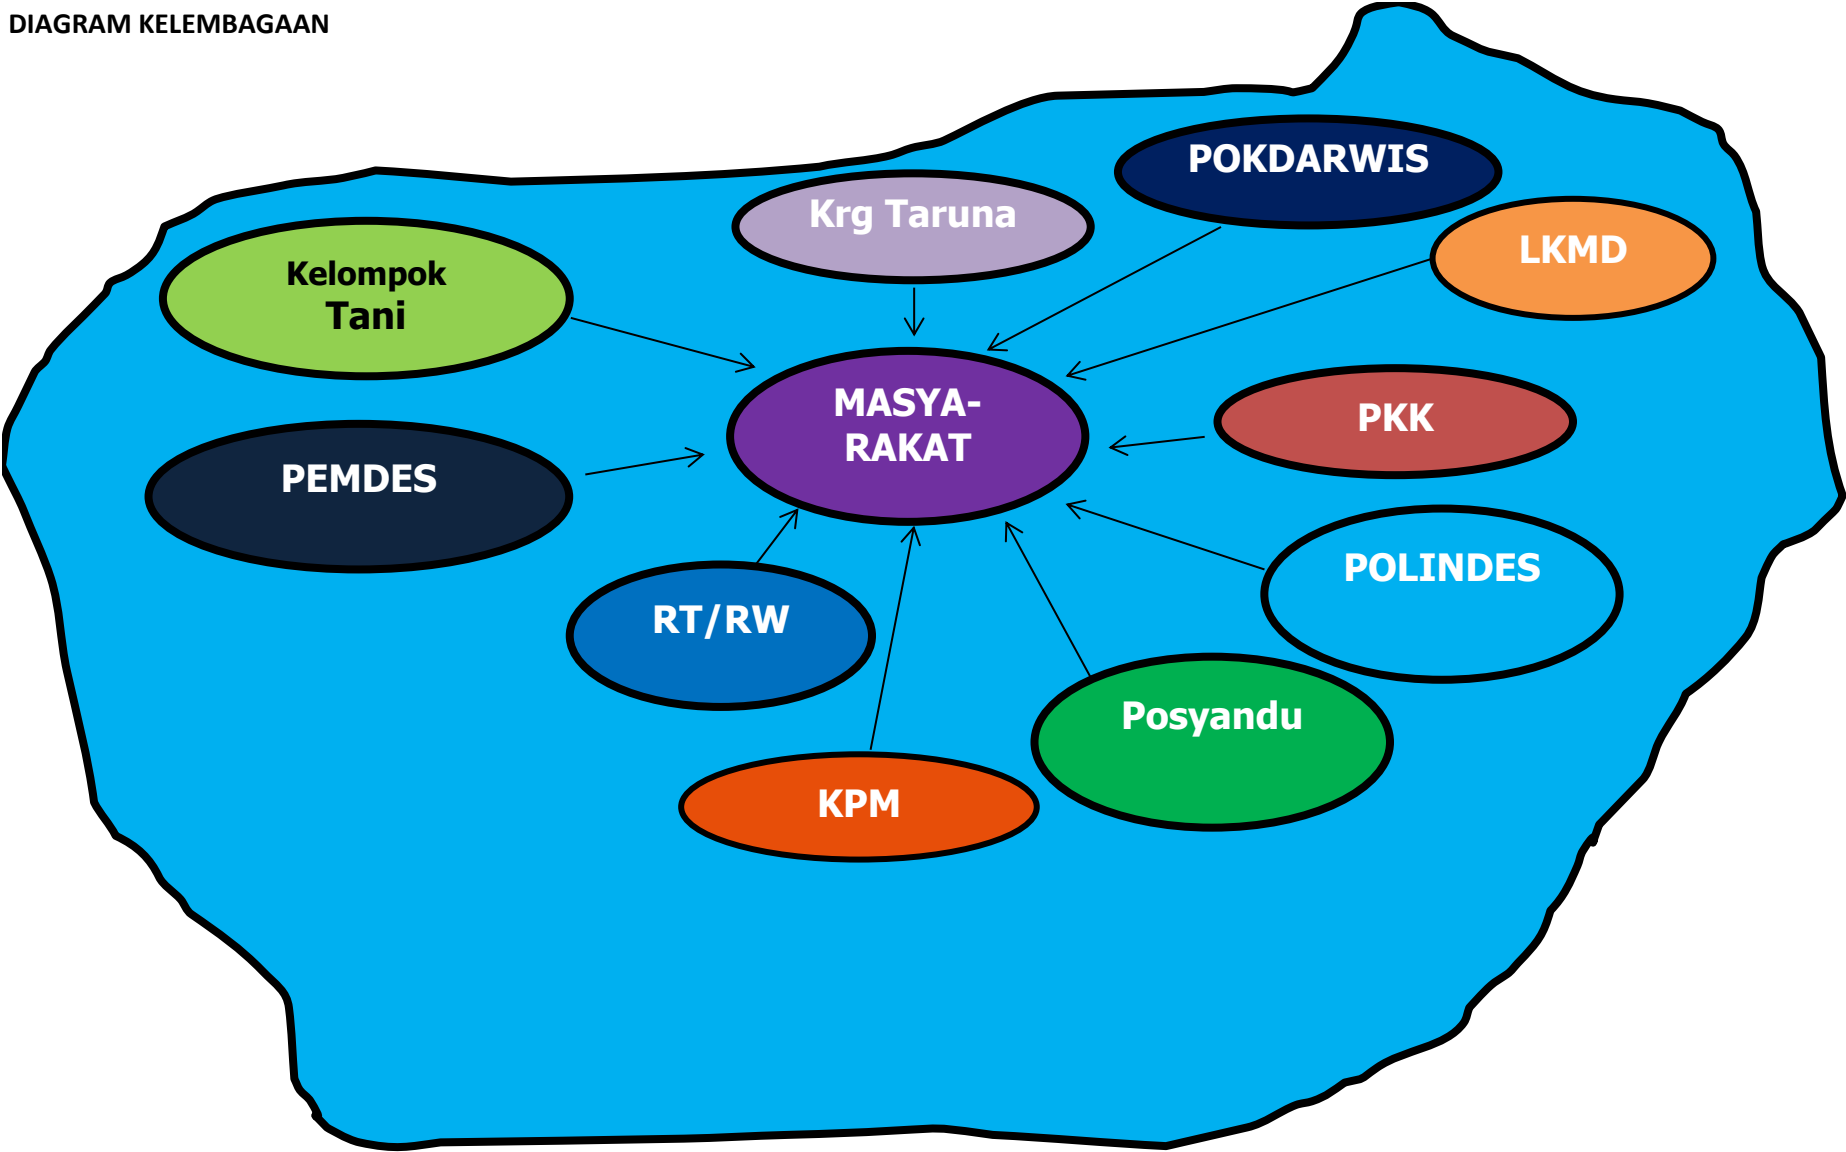 DIAGRAM KELEMBAGAAN
POKDARWIS
Krg Taruna
LKMD
Kelompok
Tani
MASYA-
RAKAT
PKK
PEMDES
POLINDES
RT/RW
Posyandu
KPM